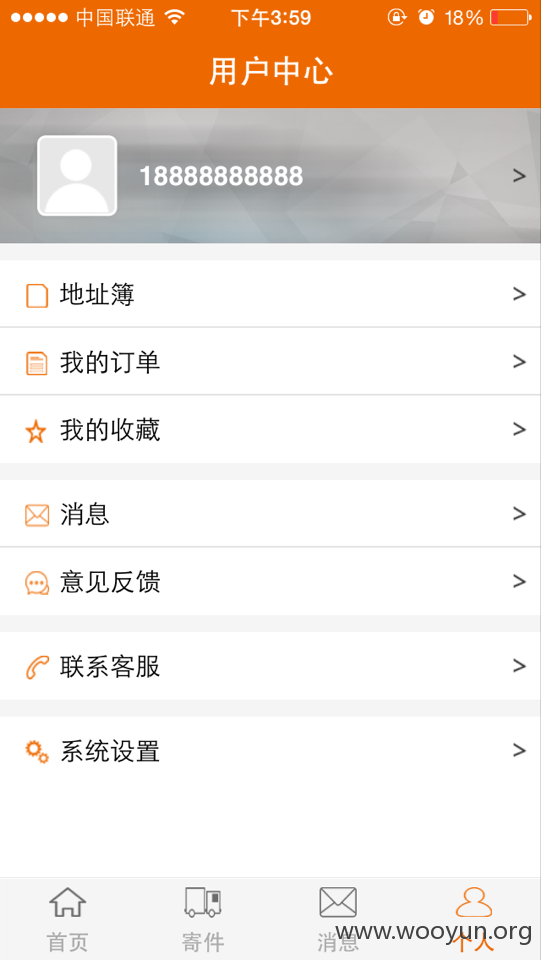 中国联通 下午3:59 18%
用户中心
18888888888 >
地址簿 >
我的订单 >
我的收藏 >
消息 >
意见反馈 >
联系客服 >
系统设置 >
首页 寄件 消息 个人
www.wooyun.org